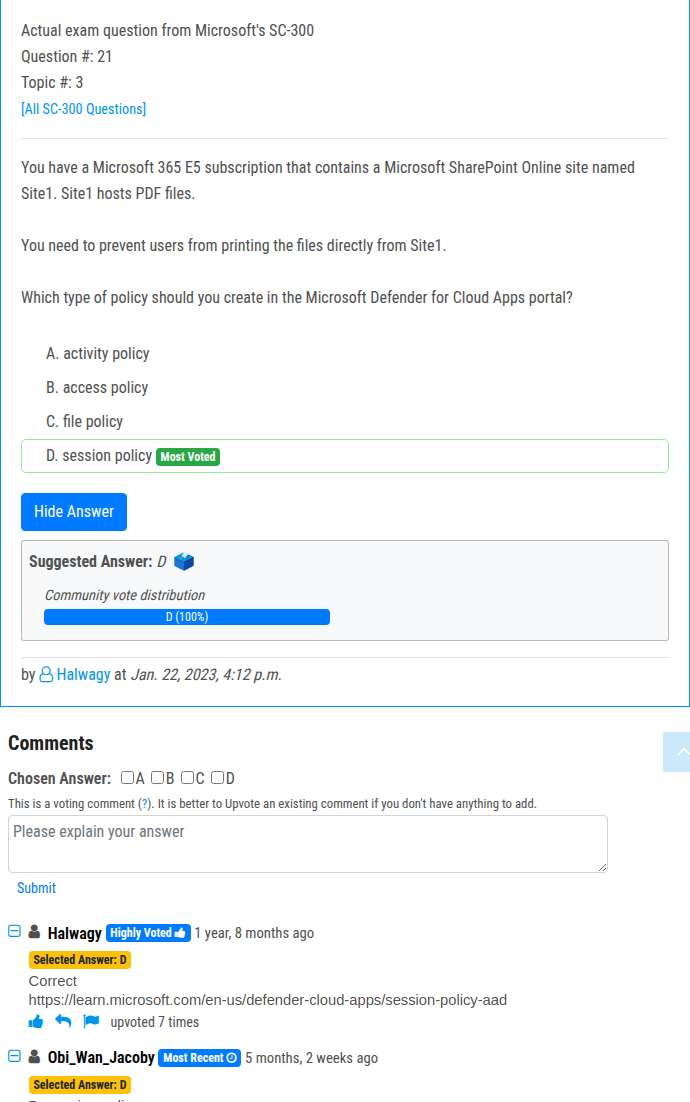 Actual exam question from Microsoft's SC-300
Question #: 21
Topic #: 3
[All SC-300 Questions]
You have a Microsoft 365 E5 subscription that contains a Microsoft SharePoint Online site named
Site1. Site1 hosts PDF files.
You need to prevent users from printing the files directly from Site1.
Which type of policy should you create in the Microsoft Defender for Cloud Apps portal?
A. activity policy
B. access policy
C. file policy
D. session policy Most Voted
Hide Answer
Suggested Answer: D
Community vote distribution
D (100%)
by Halwagy at Jan. 22, 2023, 4:12 p.m.
Comments
Chosen Answer: A B C D
This is a voting comment (?). It is better to Upvote an existing comment if you don't have anything to add.
Please explain your answer
Submit
Halwagy Highly Voted 1 year, 8 months ago
Selected Answer: D
Correct
https://learn.microsoft.com/en-us/defender-cloud-apps/session-policy-aad
upvoted 7 times
Obi_Wan_Jacoby Most Recent 5 months, 2 weeks ago
Selected Answer: D